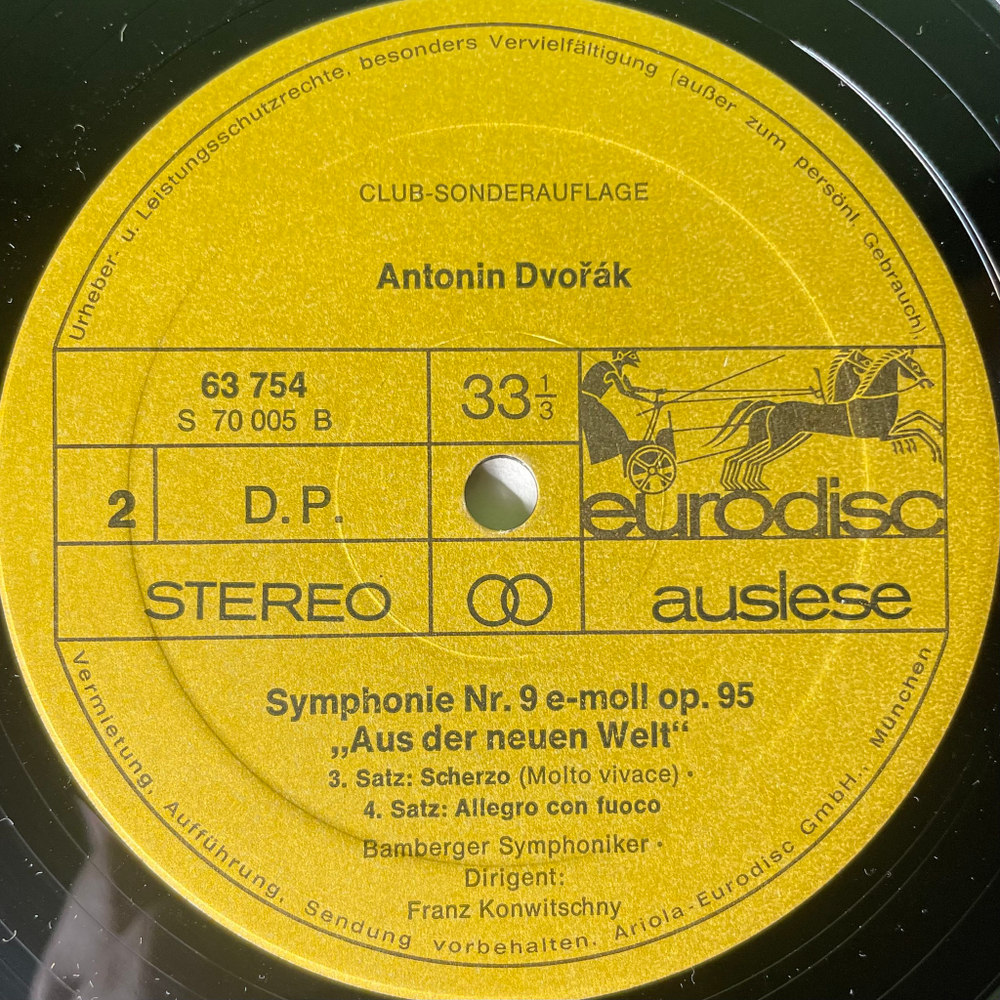 Urheber- u. Leistungsschutzrechte, besonders Vervielfältigung (außer zum persönl. Gebrauch),
CLUB-SONDERAUFLAGE
Antonin Dvořák
63 754
S 70 005 B
33 1/3
2
D. P.
eurodisc
STEREO
auslese
Symphonie Nr. 9 e-moll op. 95
„Aus der neuen Welt“
3. Satz: Scherzo (Molto vivace) •
4. Satz: Allegro con fuoco
Bamberger Symphoniker •
Dirigent:
Franz Konwitschny
Vermietung, Aufführung, Sendung vorbehalten. Ariola-Eurodisc GmbH., München